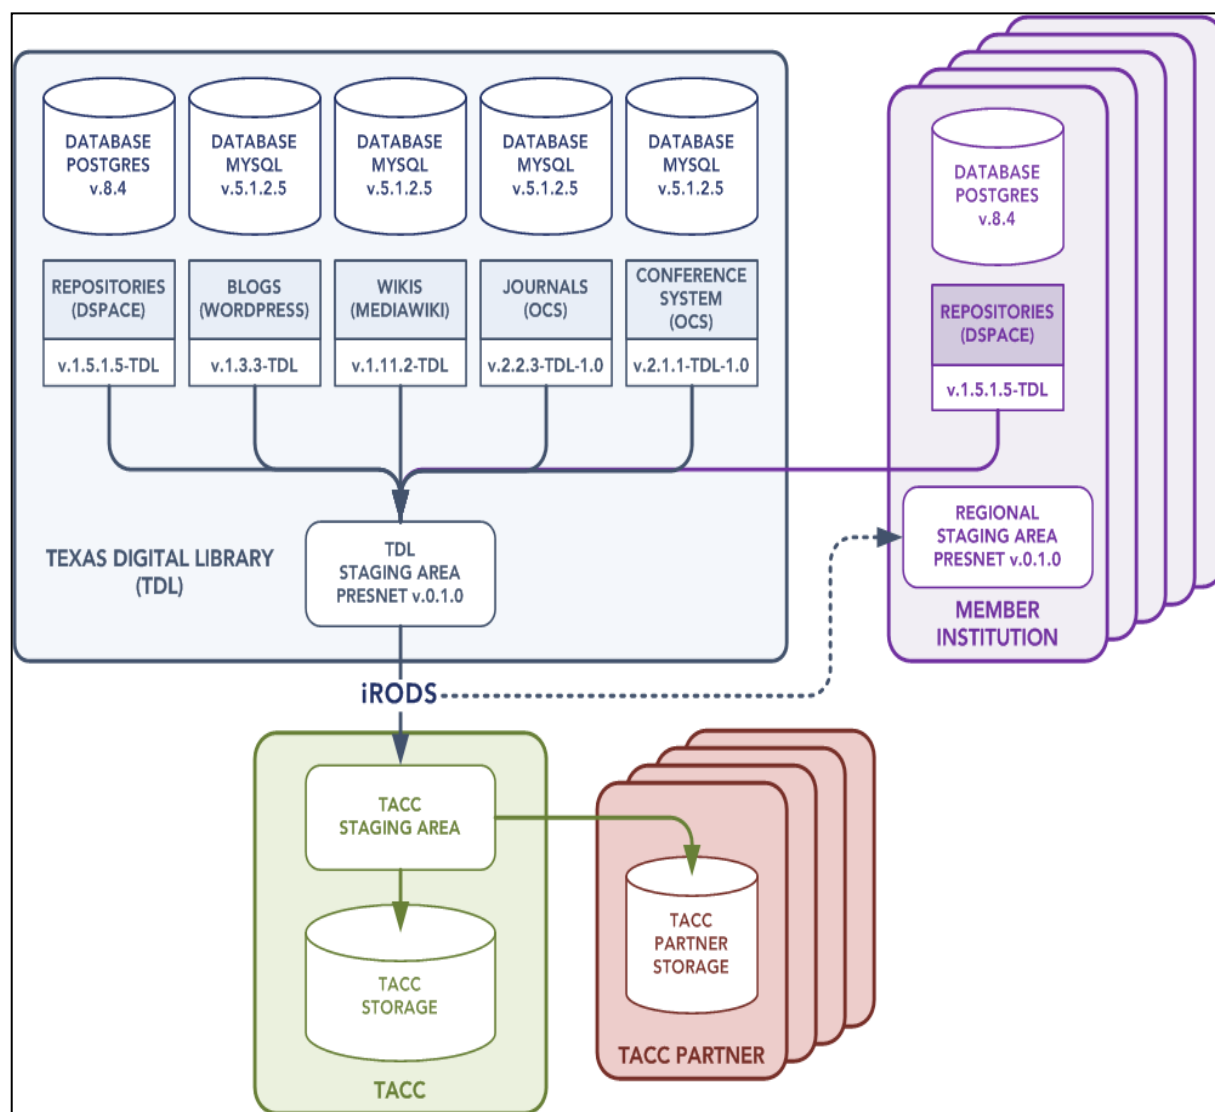 DATABASE
POSTGRES
v.8.4
DATABASE
MYSQL
v.5.1.2.5
DATABASE
MYSQL
v.5.1.2.5
DATABASE
MYSQL
v.5.1.2.5
DATABASE
MYSQL
v.5.1.2.5
REPOSITORIES
(DSPACE)
v.1.5.1.5-TDL
BLOGS
(WORDPRESS)
v.1.3.3-TDL
WIKIS
(MEDIAWIKI)
v.1.11.2-TDL
JOURNALS
(OCS)
v.2.2.3-TDL-1.0
CONFERENCE
SYSTEM
(OCS)
v.2.1.1-TDL-1.0
TEXAS DIGITAL LIBRARY
(TDL)
TDL
STAGING AREA
PRESNET v.0.1.0
DATABASE
POSTGRES
v.8.4
REPOSITORIES
(DSPACE)
v.1.5.1.5-TDL
REGIONAL
STAGING AREA
PRESNET v.0.1.0
MEMBER
INSTITUTION
iRODS
TACC
STAGING AREA
TACC
STORAGE
TACC
TACC
PARTNER
STORAGE
TACC PARTNER